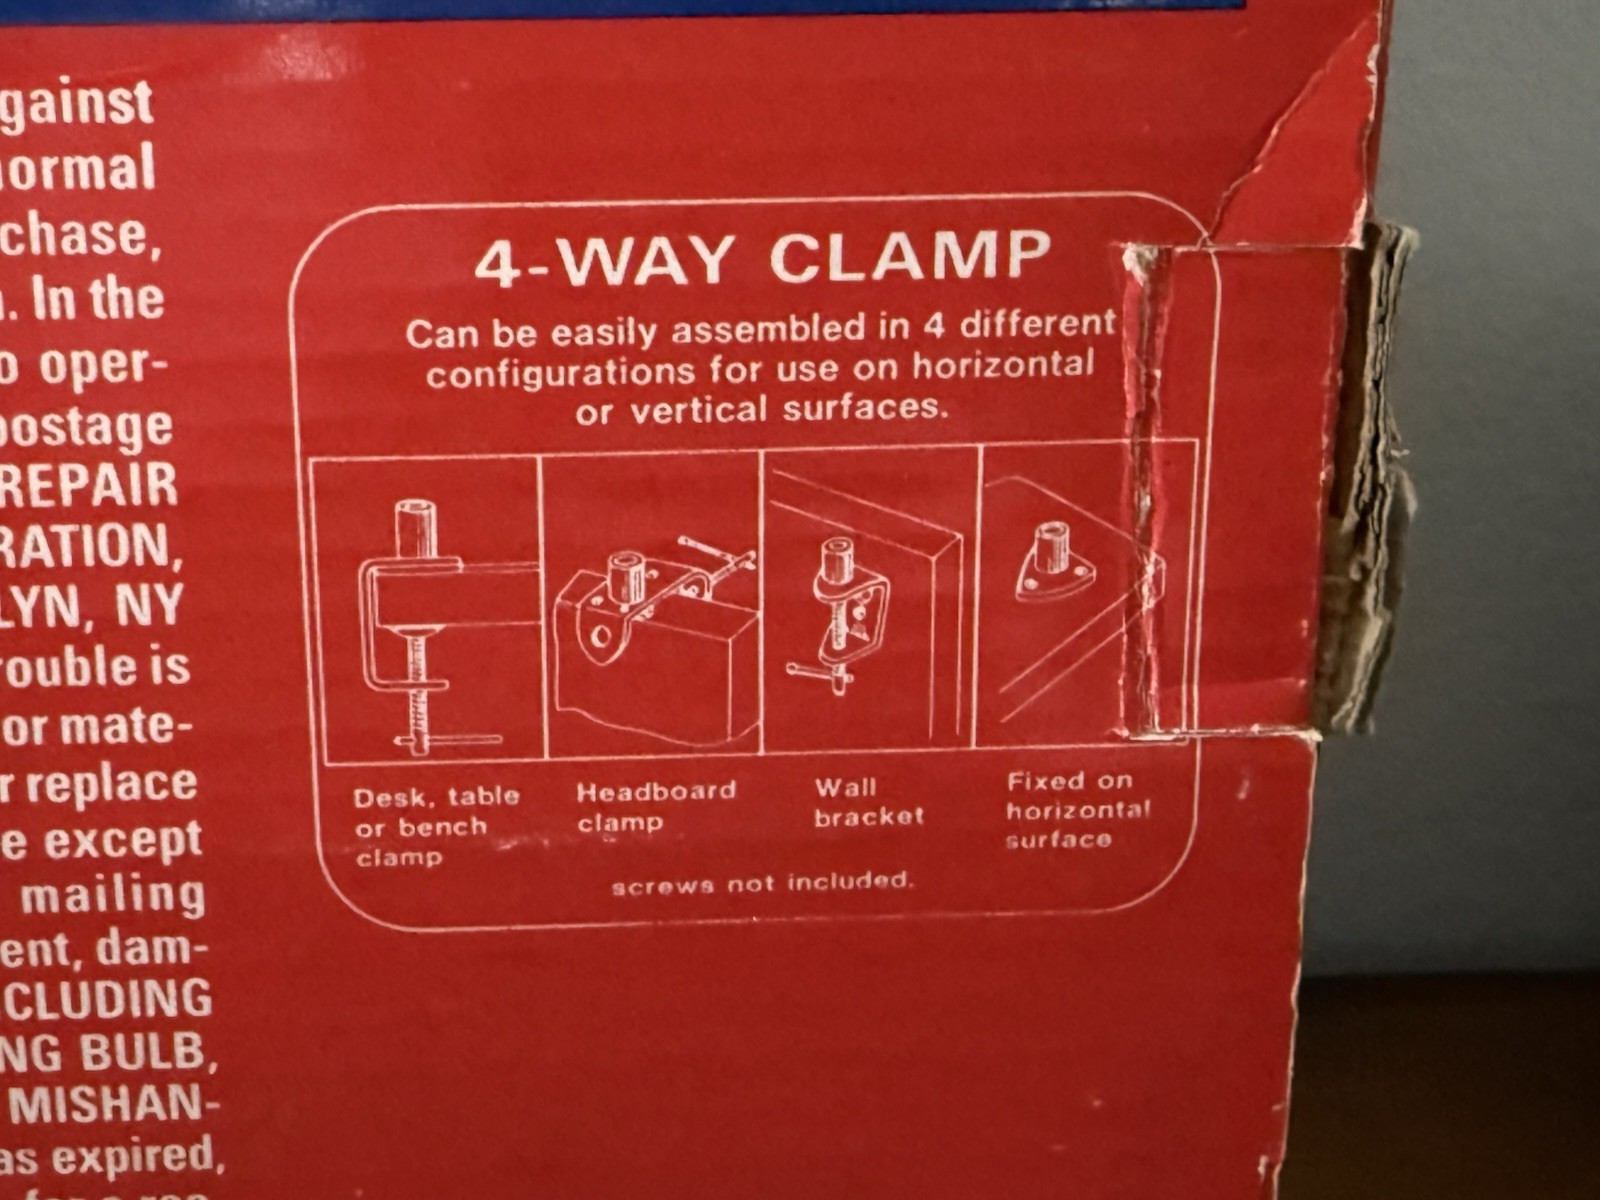 gainst
normal
chase,
. In the
o oper-
postage
REPAIR
RATION,
LYN, NY
rouble is
or mate-
r replace
e except
mailing
ent, dam-
CLUDING
NG BULB,
MISHAN-
as expired,
4-WAY CLAMP
Can be easily assembled in 4 different
configurations for use on horizontal
or vertical surfaces.
Desk, table
or bench
clamp
Headboard
clamp
Wall
bracket
Fixed on
horizontal
surface
screws not included.